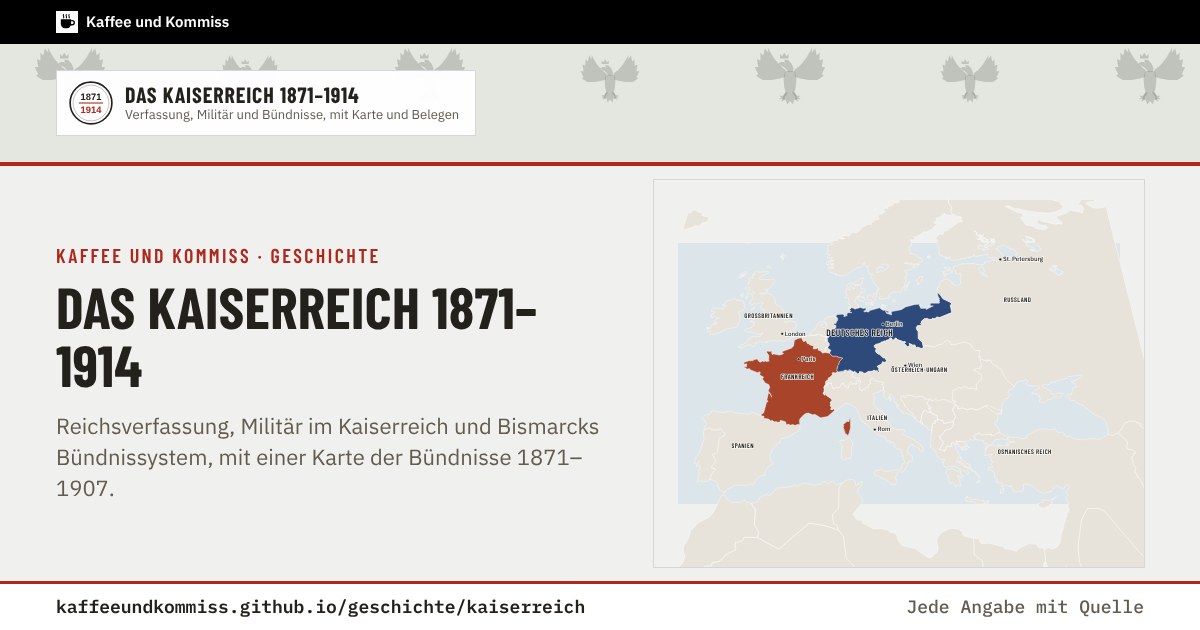 Kaffee und Kommiss
1871
1914
DAS KAISERREICH 1871–1914
Verfassung, Militär und Bündnisse, mit Karte und Belegen
KAFFEE UND KOMMISS · GESCHICHTE
DAS KAISERREICH 1871–
1914
Reichsverfassung, Militär im Kaiserreich und Bismarcks
Bündnissystem, mit einer Karte der Bündnisse 1871–
1907.
St. Petersburg
RUSSLAND
GROSSBRITANNIEN
London
Berlin
DEUTSCHES REICH
Paris
Wien
ÖSTERREICH-UNGARN
FRANKREICH
ITALIEN
Rom
SPANIEN
OSMANISCHES REICH
kaffeeundkommiss.github.io/geschichte/kaiserreich
Jede Angabe mit Quelle